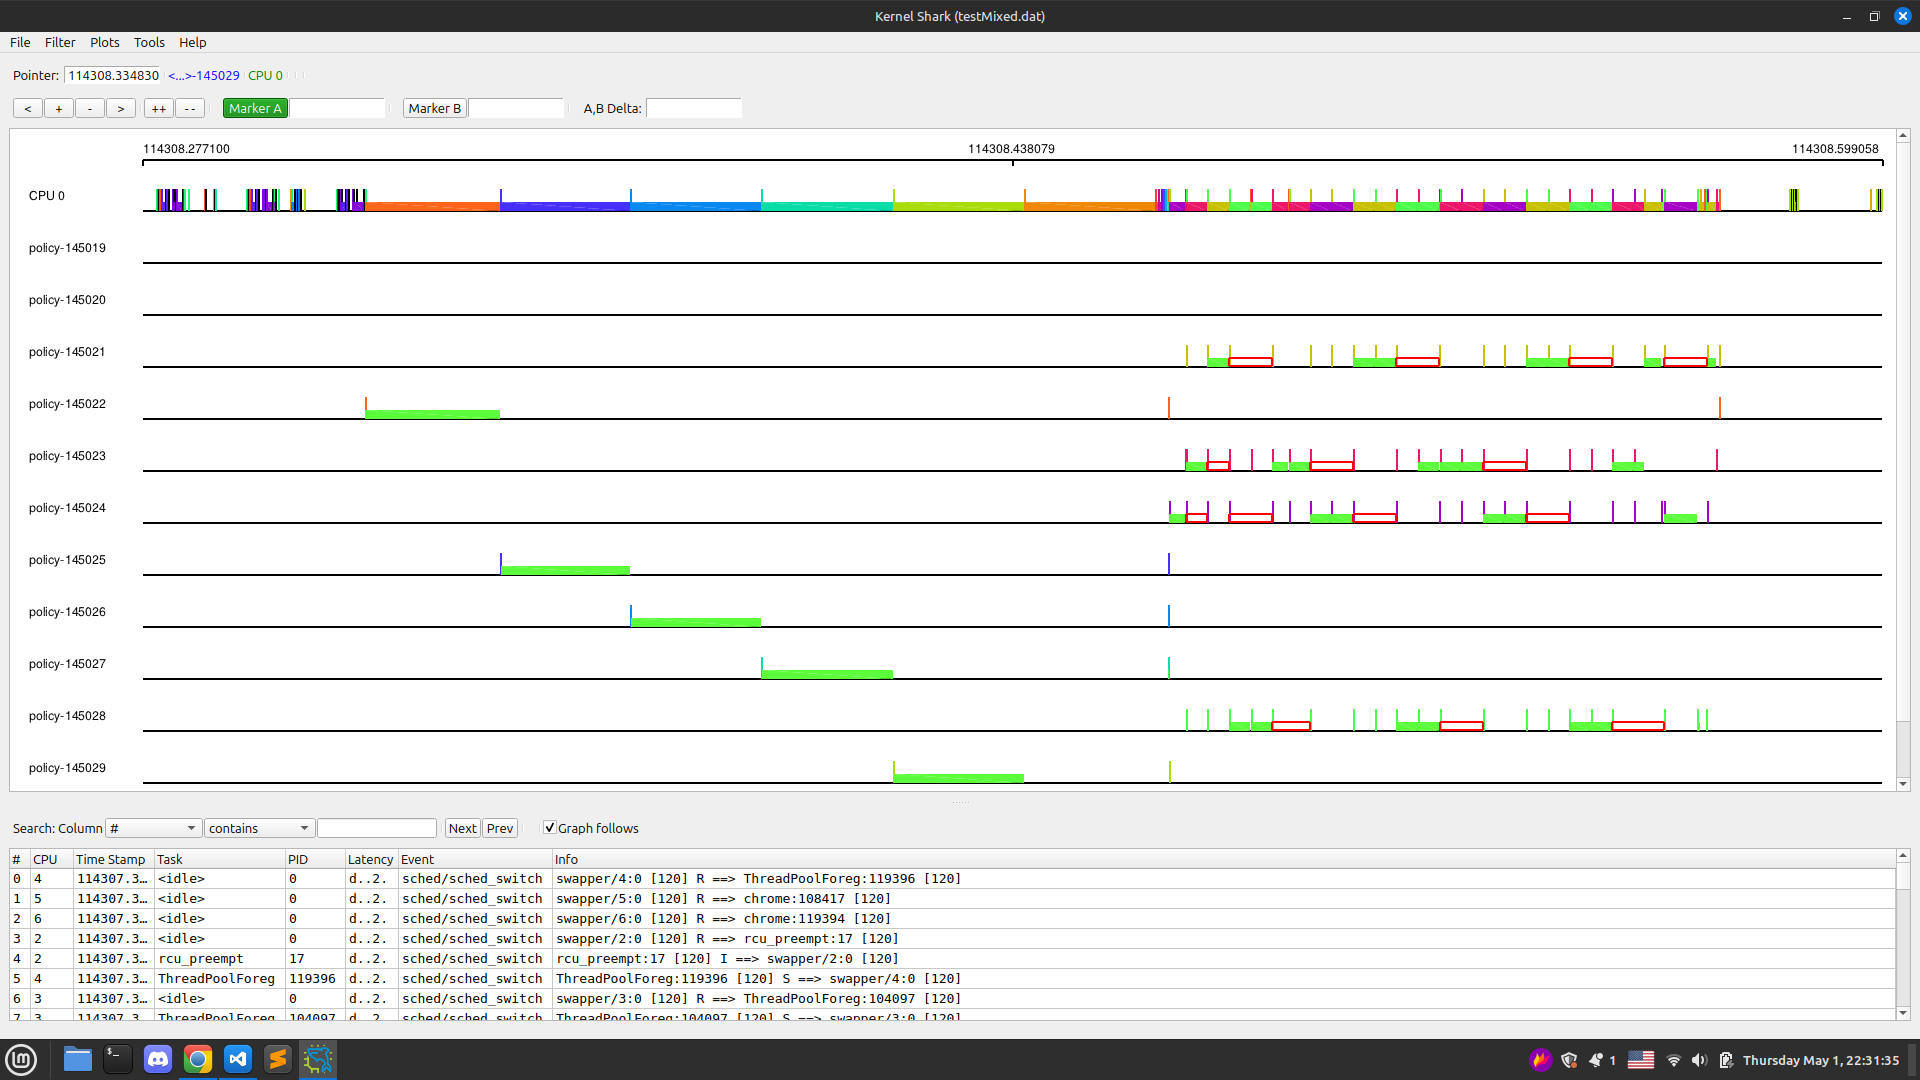 Kernel Shark (testMixed.dat)
File Filter Plots Tools Help
Pointer: 114308.334830 <...>-145029 CPU 0
< + - > ++ -- Marker A Marker B A,B Delta:
114308.277100 114308.438079 114308.599058
CPU 0
policy-145019
policy-145020
policy-145021
policy-145022
policy-145023
policy-145024
policy-145025
policy-145026
policy-145027
policy-145028
policy-145029
Search: Column # contains Next Prev Graph follows
# CPU Time Stamp Task PID Latency Event Info
0 4 114307.3... <idle> 0 d..2. sched/sched_switch swapper/4:0 [120] R ==> ThreadPoolForeg:119396 [120]
1 5 114307.3... <idle> 0 d..2. sched/sched_switch swapper/5:0 [120] R ==> chrome:108417 [120]
2 6 114307.3... <idle> 0 d..2. sched/sched_switch swapper/6:0 [120] R ==> chrome:119394 [120]
3 2 114307.3... <idle> 0 d..2. sched/sched_switch swapper/2:0 [120] R ==> rcu_preempt:17 [120]
4 2 114307.3... rcu_preempt 17 d..2. sched/sched_switch rcu_preempt:17 [120] I ==> swapper/2:0 [120]
5 4 114307.3... ThreadPoolForeg 119396 d..2. sched/sched_switch ThreadPoolForeg:119396 [120] S ==> swapper/4:0 [120]
6 3 114307.3... <idle> 0 d..2. sched/sched_switch swapper/3:0 [120] R ==> ThreadPoolForeg:104097 [120]
7 3 114307.3... ThreadPoolForeg 104097 d..2. sched/sched_switch ThreadPoolForeg:104097 [120] S ==> swapper/3:0 [120]
1 Thursday May 1, 22:31:35